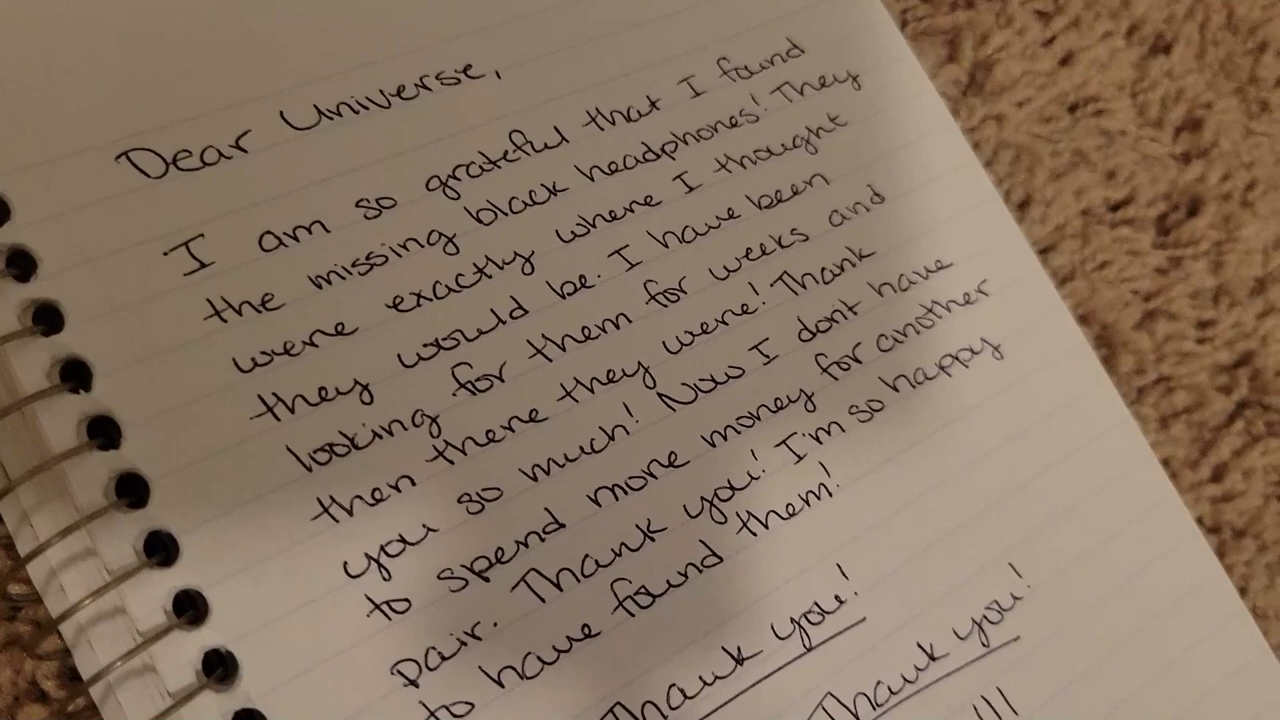 Dear Universe,
I am so grateful that I found
the missing black headphones! They
were exactly where I thought
they would be. I have been
looking for them for weeks and
then there they were! Thank
you so much! Now I don't have
to spend more money for another
pair. Thank you! I'm so happy
to have found them!
Thank you! Thank you!